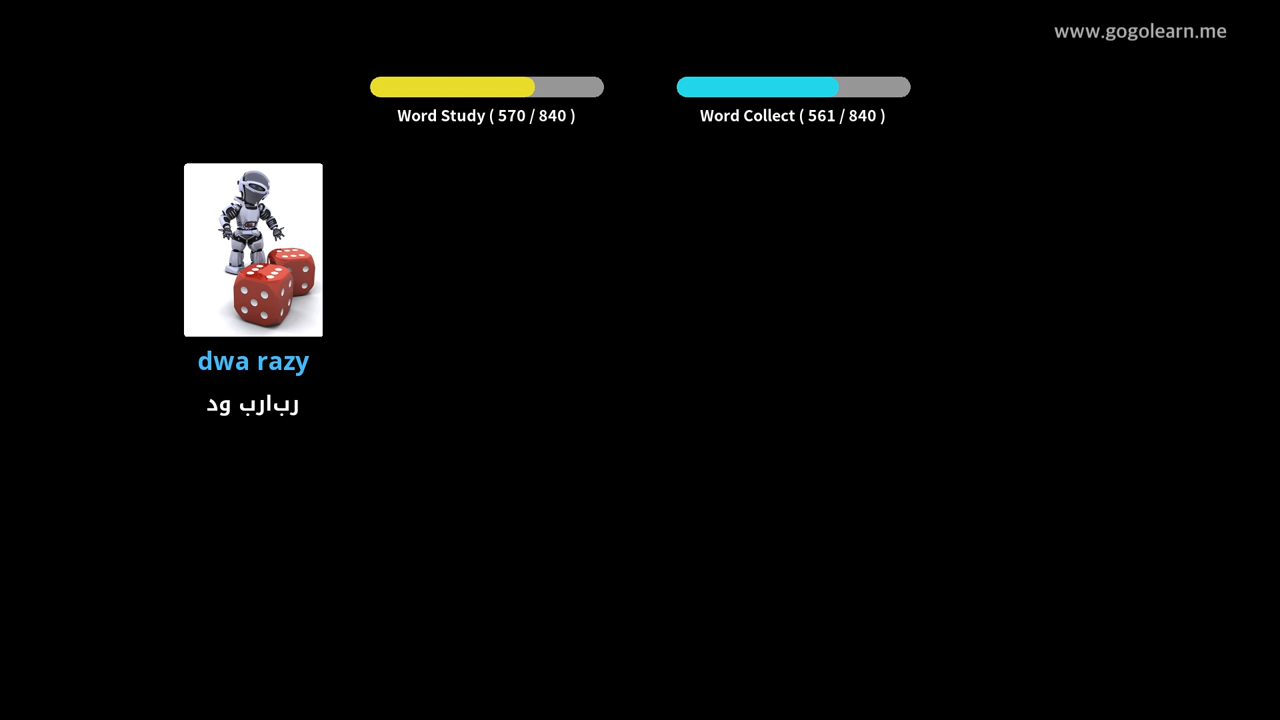 www.gogolearn.me
Word Study ( 570 / 840 )
Word Collect ( 561 / 840 )
dwa razy
ربارب ود